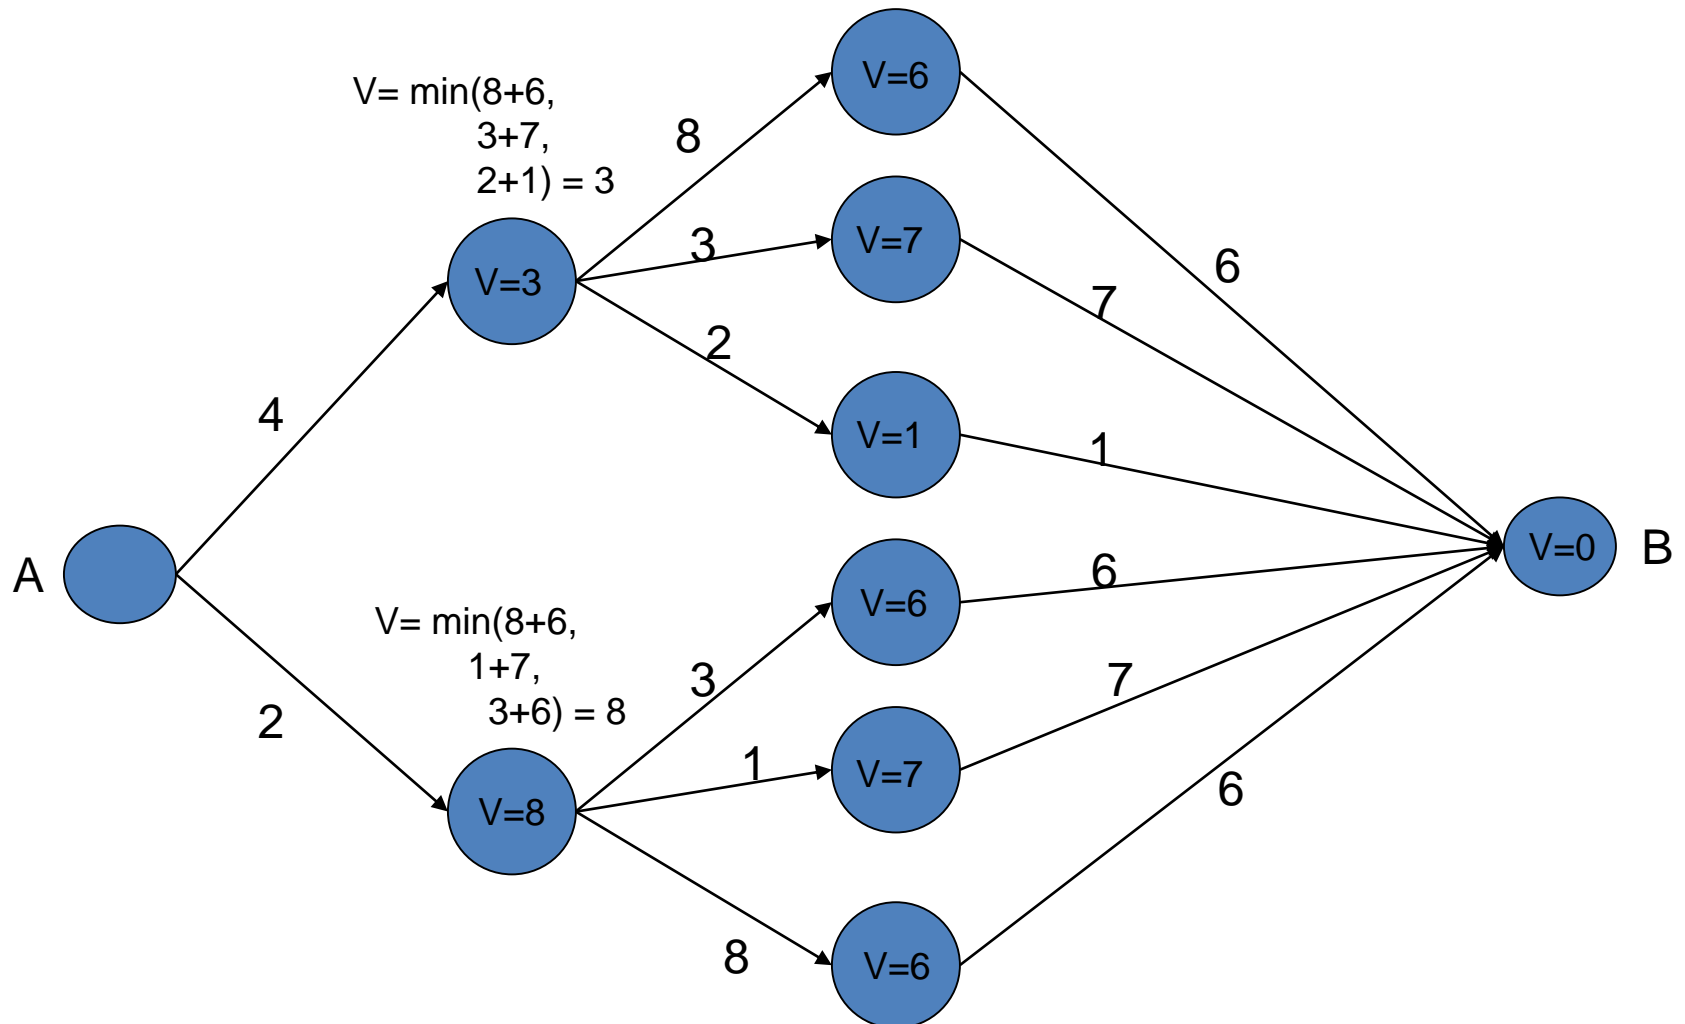 V=6
V= min(8+6,
3+7,
2+1) = 3
8
V=7
3
6
V=3
7
2
4
V=1
1
V=0
B
A
6
V=6
V= min(8+6,
1+7,
3+6) = 8
3
7
2
1
V=7
6
V=8
8
V=6